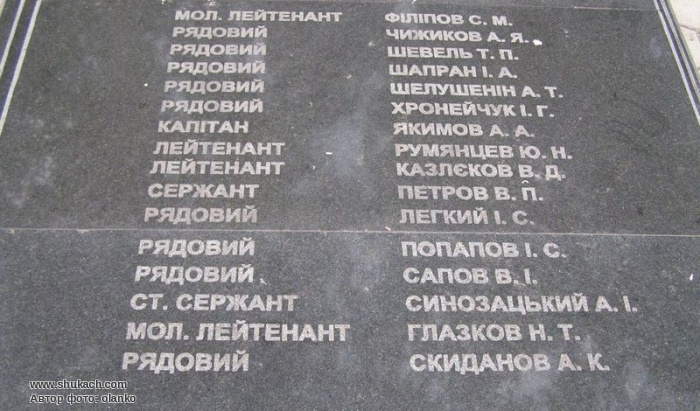 МОЛ. ЛЕЙТЕНАНТ ФІЛІПОВ С. М.
РЯДОВИЙ ЧИЖИКОВ А. Я.
РЯДОВИЙ ШЕВЕЛЬ Т. П.
РЯДОВИЙ ШАПРАН І. А.
РЯДОВИЙ ШЕЛУШЕНІН А. Т.
РЯДОВИЙ ХРОНЕЙЧУК І. Г.
КАПІТАН ЯКИМОВ А. А.
ЛЕЙТЕНАНТ РУМЯНЦЕВ Ю. Н.
ЛЕЙТЕНАНТ КАЗЛЄКОВ В. Д.
СЕРЖАНТ ПЕТРОВ В. П.
РЯДОВИЙ ЛЕГКИЙ І. С.
РЯДОВИЙ ПОПАПОВ І. С.
РЯДОВИЙ САПОВ В. І.
СТ. СЕРЖАНТ СИНОЗАЦЬКИЙ А. І.
МОЛ. ЛЕЙТЕНАНТ ГЛАЗКОВ Н. Т.
РЯДОВИЙ СКИДАНОВ А. К.
www.shukach.com
Автор фото: olanko